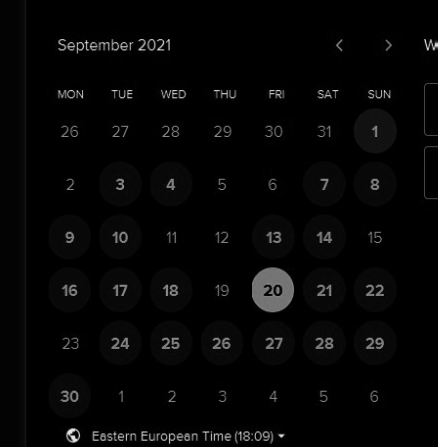 September 2021
MON TUE WED THU FRI SAT SUN
26 27 28 29 30 31 1
2 3 4 5 6 7 8
9 10 11 12 13 14 15
16 17 18 19 20 21 22
23 24 25 26 27 28 29
30 1 2 3 4 5 6
Eastern European Time (18:09)